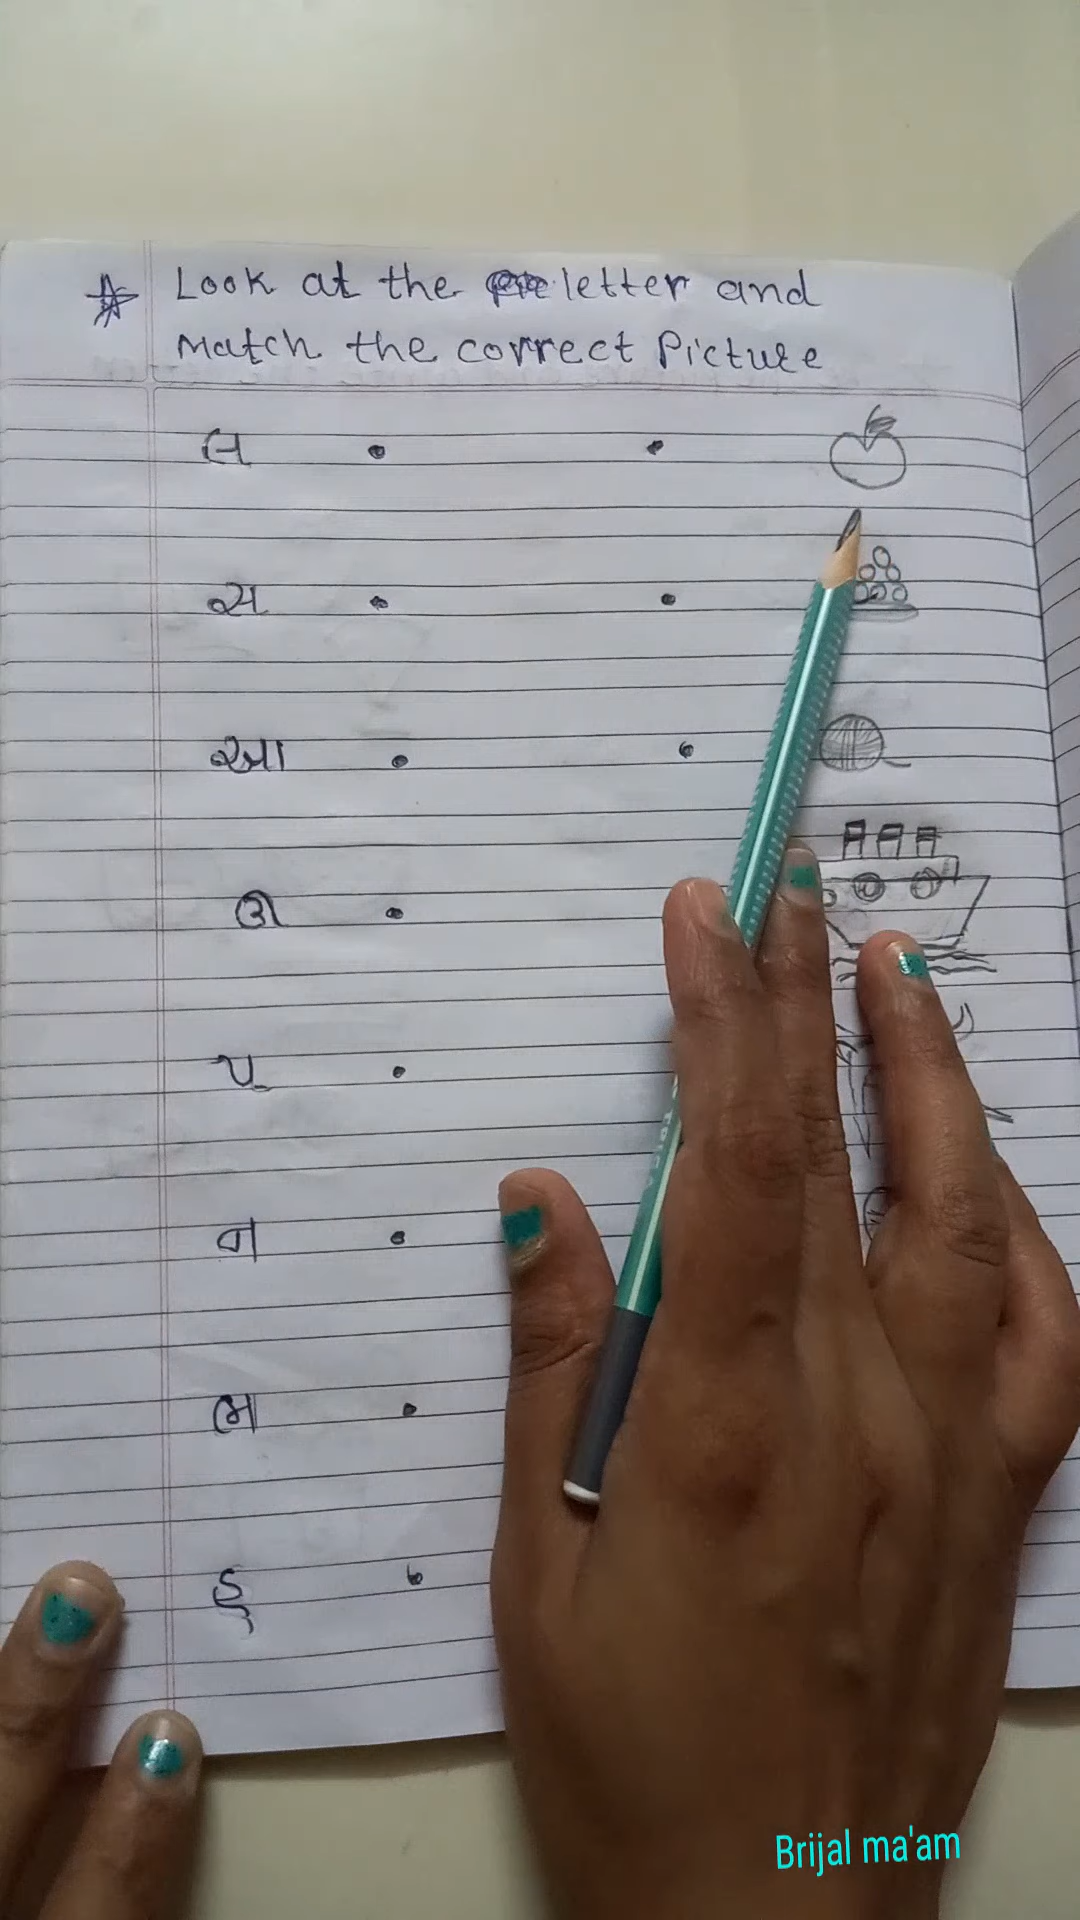 Look at the letter and
Match the correct Picture
લ
સ
આ
ઊ
પ
ન
ભ
હ
Brijal ma'am